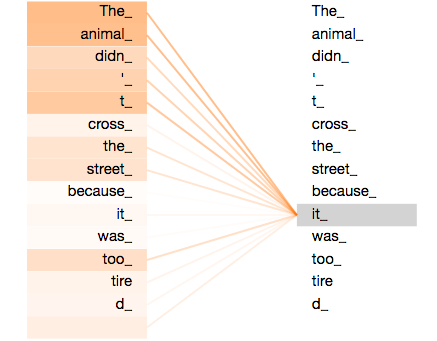 The_ The_
animal_ animal_
didn_ didn_
'_ '_
t_ t_
cross_ cross_
the_ the_
street_ street_
because_ because_
it_ it_
was_ was_
too_ too_
tire tire
d_ d_